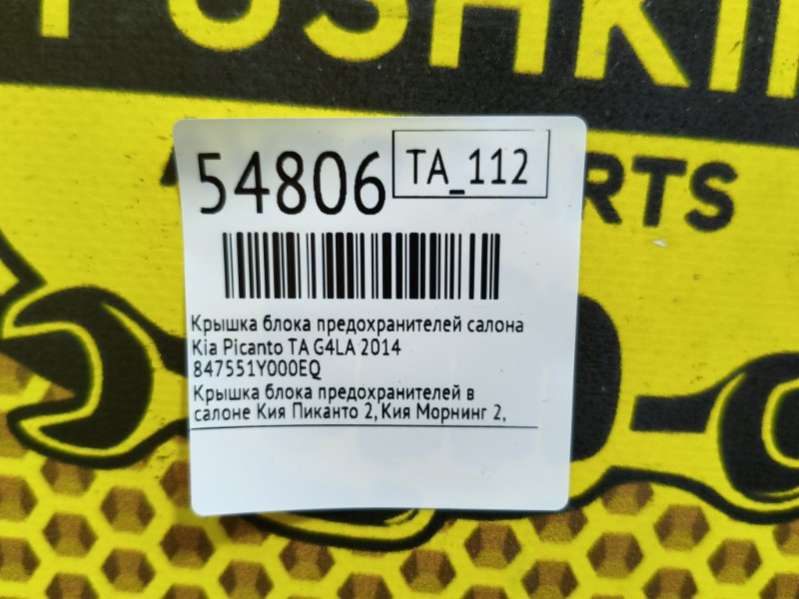 PUSHKIN
RTS
54806
TA_112
Крышка блока предохранителей салона
Kia Picanto TA G4LA 2014
847551Y000EQ
Крышка блока предохранителей в
салоне Кия Пиканто 2, Кия Морнинг 2,